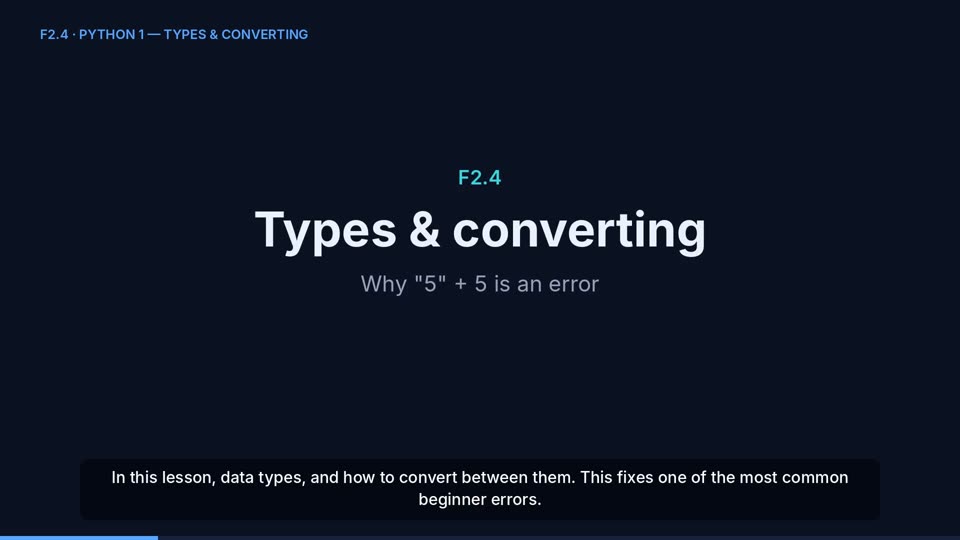 F2.4 · PYTHON 1 — TYPES & CONVERTING
F2.4
Types & converting
Why "5" + 5 is an error
In this lesson, data types, and how to convert between them. This fixes one of the most common
beginner errors.